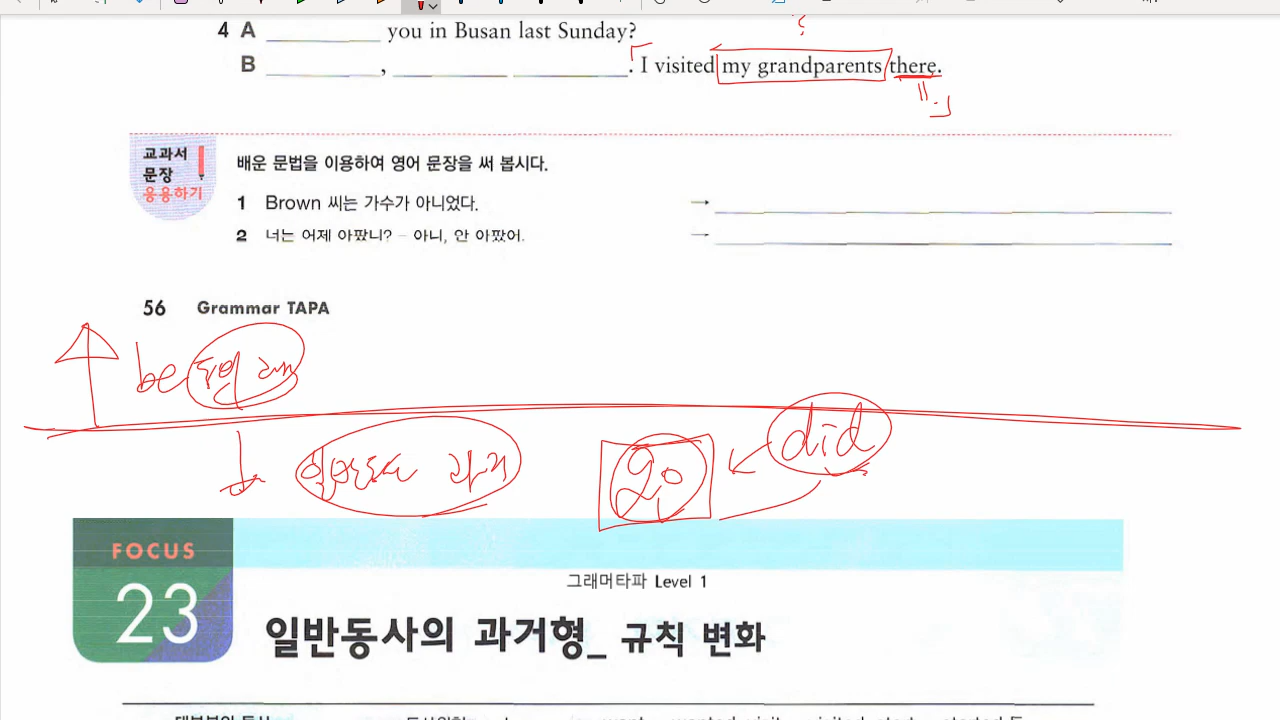 4 A ________ you in Busan last Sunday?
B ________, ________ ________. I visited my grandparents there.
교과서
문장
응용하기
배운 문법을 이용하여 영어 문장을 써 봅시다.
1 Brown 씨는 가수가 아니었다. →
2 너는 어제 아팠니? – 아니, 안 아팠어. →
56 Grammar TAPA
be
did
일반동사 과거
go
FOCUS
23
그래머타파 Level 1
일반동사의 과거형_ 규칙 변화